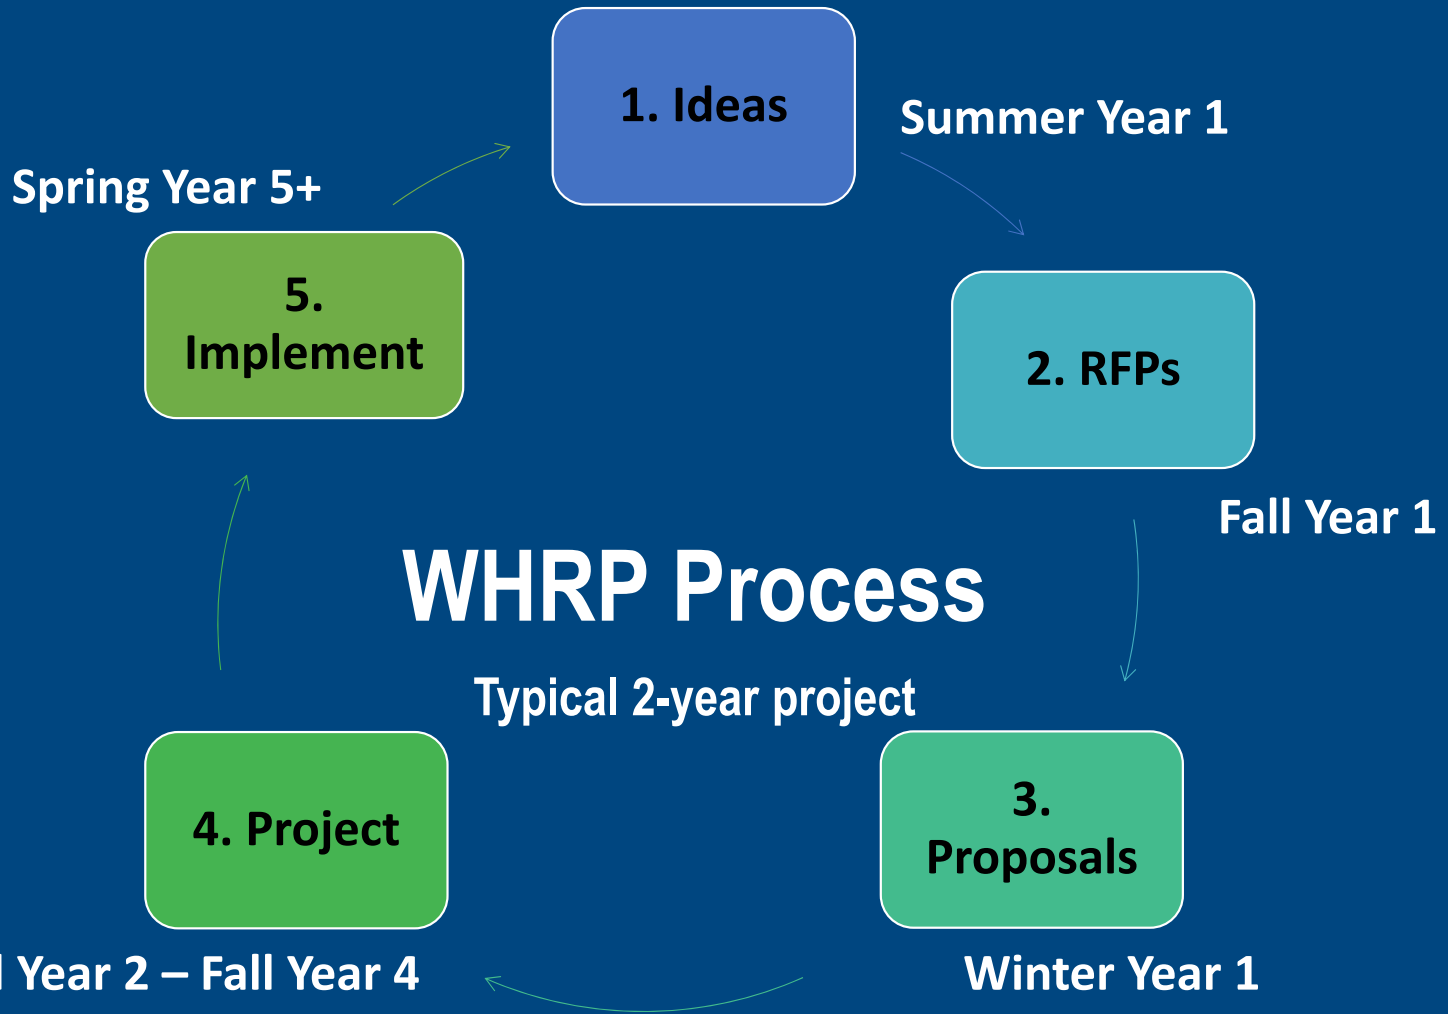 1. Ideas
Summer Year 1
Spring Year 5+
5.
Implement
2. RFPs
Fall Year 1
WHRP Process
Typical 2-year project
4. Project
3.
Proposals
Year 2 – Fall Year 4
Winter Year 1